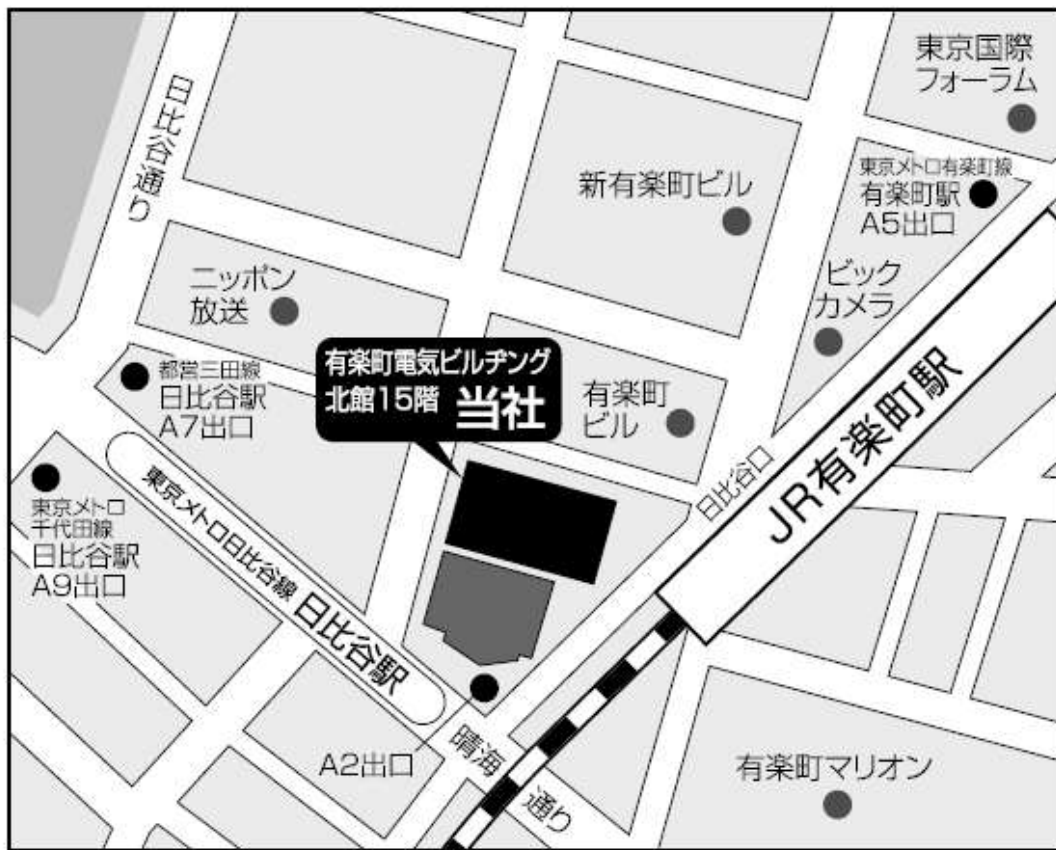 東京国際
フォーラム
日比谷通り
東京メトロ有楽町線
有楽町駅
A5出口
新有楽町ビル
ビック
カメラ
ニッポン
放送
有楽町電気ビルヂング
北館15階 当社
都営三田線
日比谷駅
A7出口
有楽町
ビル
JR有楽町駅
日比谷口
東京メトロ
千代田線
日比谷駅
A9出口
東京メトロ日比谷線 日比谷駅
A2出口
晴海通り
有楽町マリオン